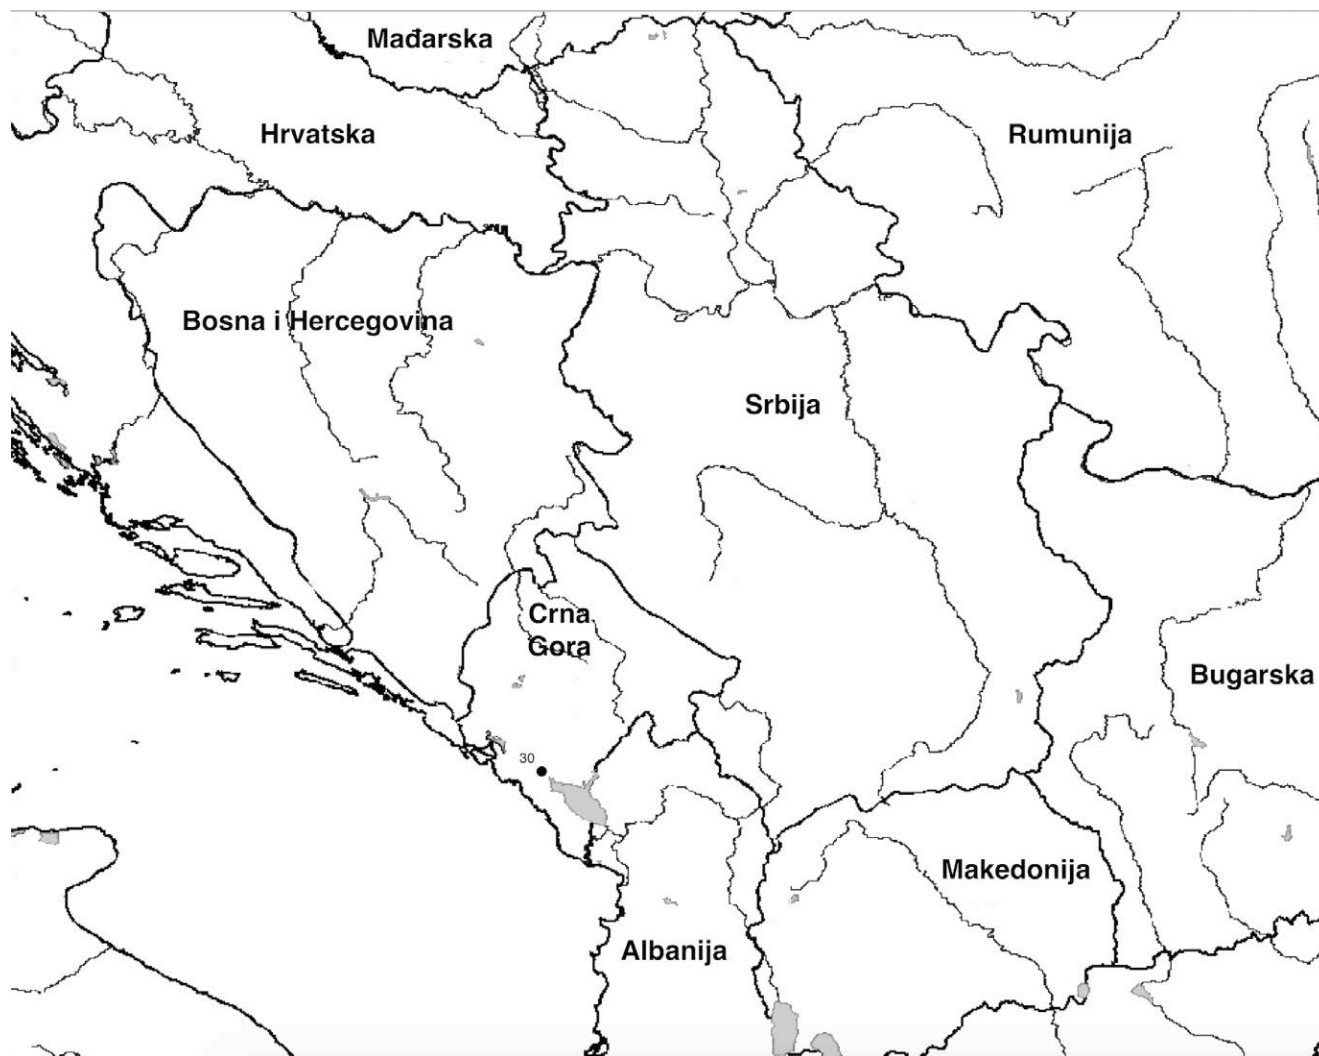 Mađarska
Hrvatska
Rumunija
Bosna i Hercegovina
Srbija
Crna
Gora
Bugarska
30
Makedonija
Albanija